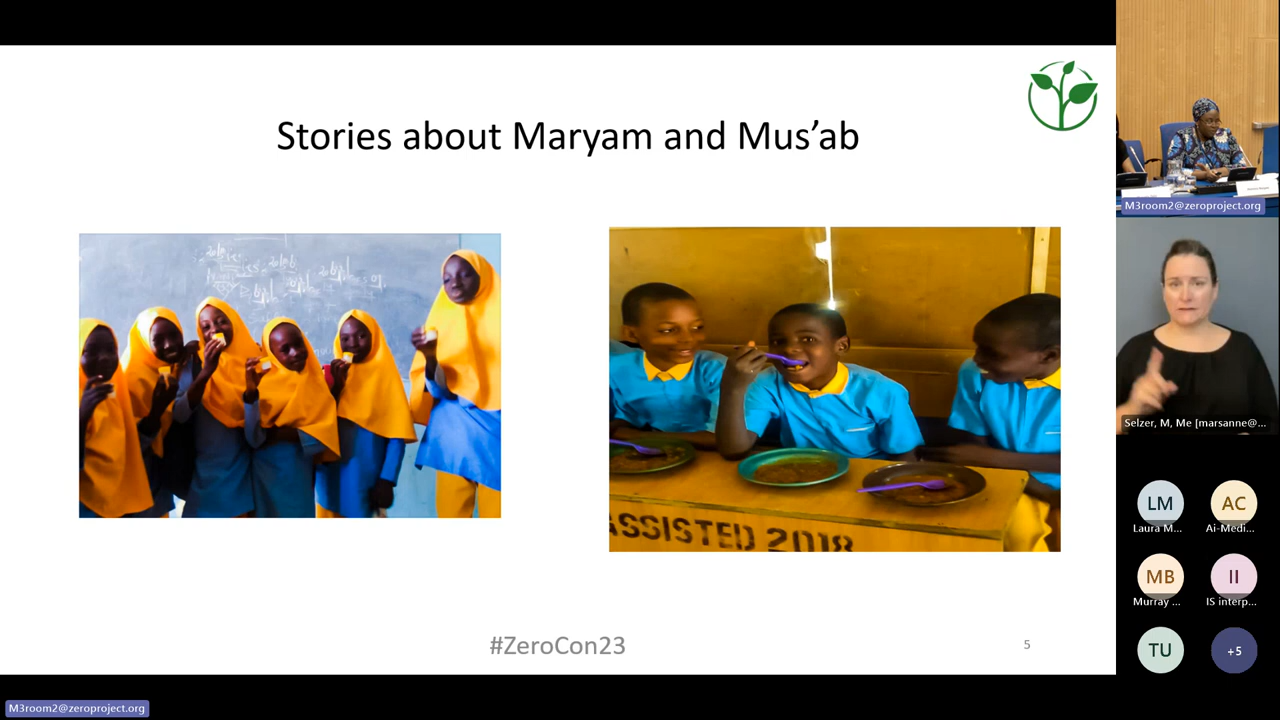 Stories about Maryam and Mus’ab
ASSISTED 2018
#ZeroCon23
5
M3room2@zeroproject.org
Selzer, M, Me [marsanne@...
LM
Laura M...
AC
Ai-Medi...
MB
Murray ...
II
IS interp...
TU
+5
M3room2@zeroproject.org